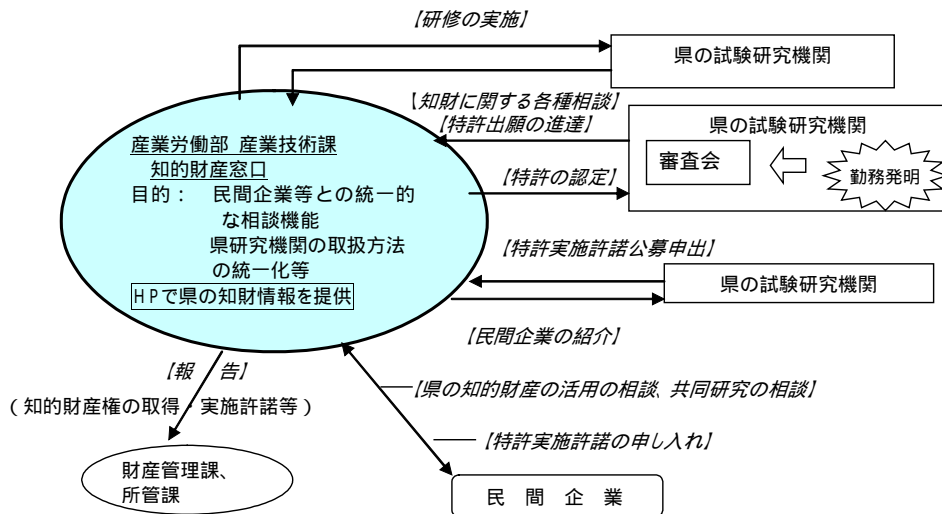 【研修の実施】
県の試験研究機関
【知財に関する各種相談】
【特許出願の進達】
県の試験研究機関
審査会
勤務発明
産業労働部 産業技術課
知的財産窓口
目的： 民間企業等との統一的
な相談機能
県研究機関の取扱方法
の統一化等
HPで県の知財情報を提供
【特許の認定】
【特許実施許諾公募申出】
県の試験研究機関
【民間企業の紹介】
【報 告】
（知的財産権の取得・実施許諾等）
【県の知的財産の活用の相談、共同研究の相談】
【特許実施許諾の申し入れ】
財産管理課、
所管課
民 間 企 業